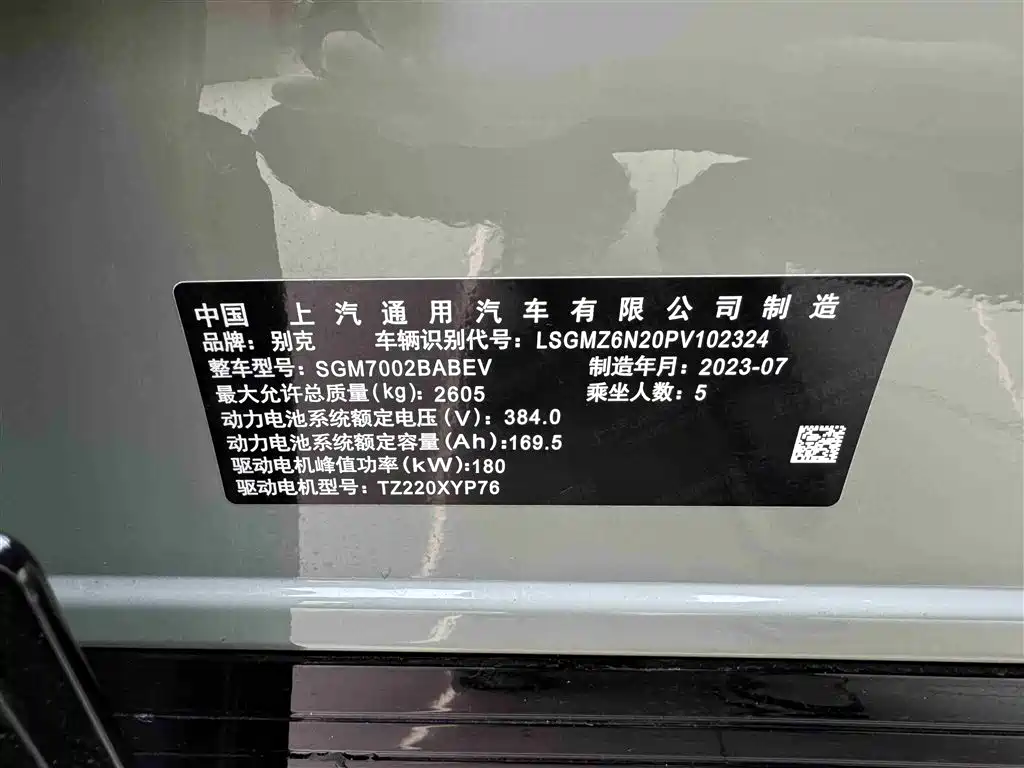 中国 上汽通用汽车有限公司制造
品牌：别克 车辆识别代号：LSGMZ6N20PV102324
整车型号：SGM7002BABEV 制造年月：2023-07
最大允许总质量(kg)：2605 乘坐人数：5
动力电池系统额定电压(V)：384.0
动力电池系统额定容量(Ah):169.5
驱动电机峰值功率(kW):180
驱动电机型号：TZ220XYP76